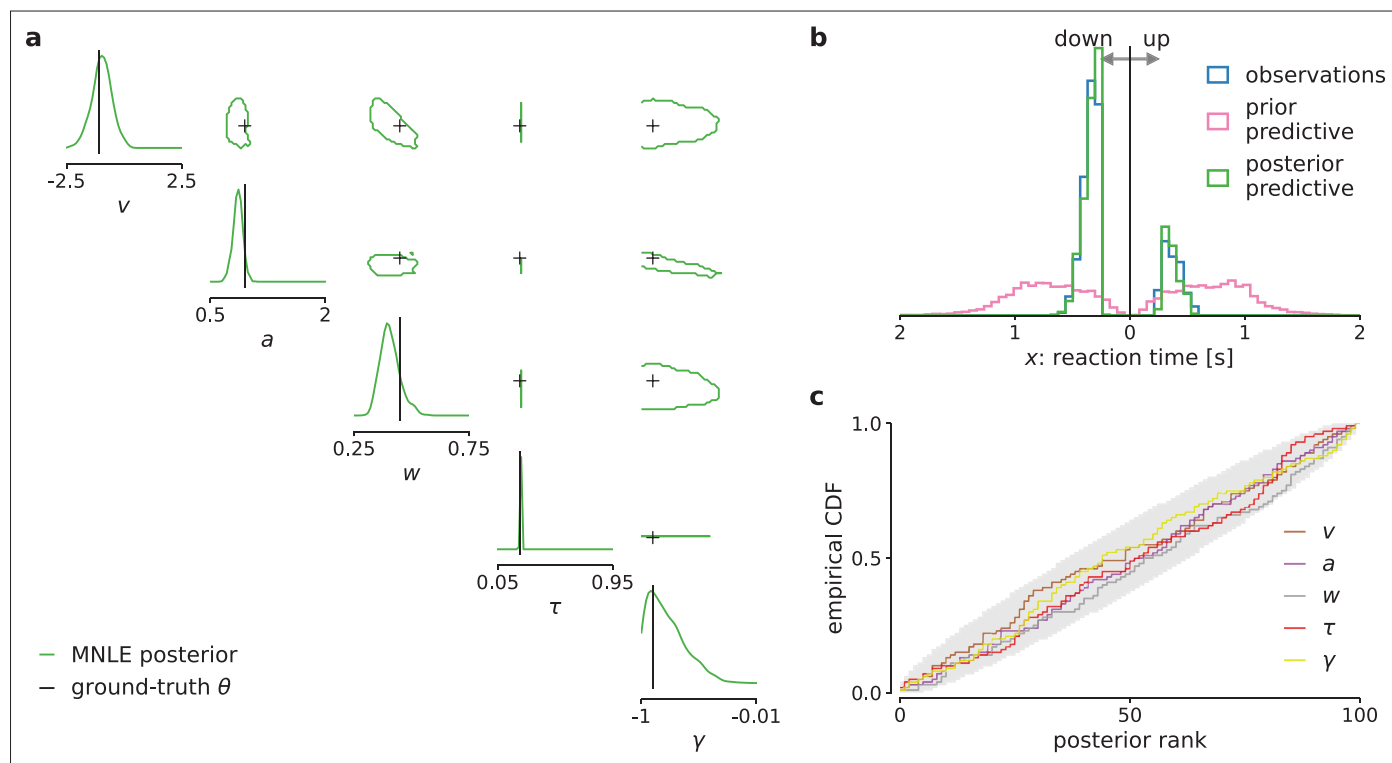 a
-2.5 2.5
v
0.5 2
a
0.25 0.75
w
0.05 0.95
τ
-1 -0.01
γ
MNLE posterior
ground-truth θ
b
down up
observations
prior
predictive
posterior
predictive
2 1 0 1 2
x: reaction time [s]
c
1.0
0.5
0.0
empirical CDF
v
a
w
τ
γ
0 50 100
posterior rank